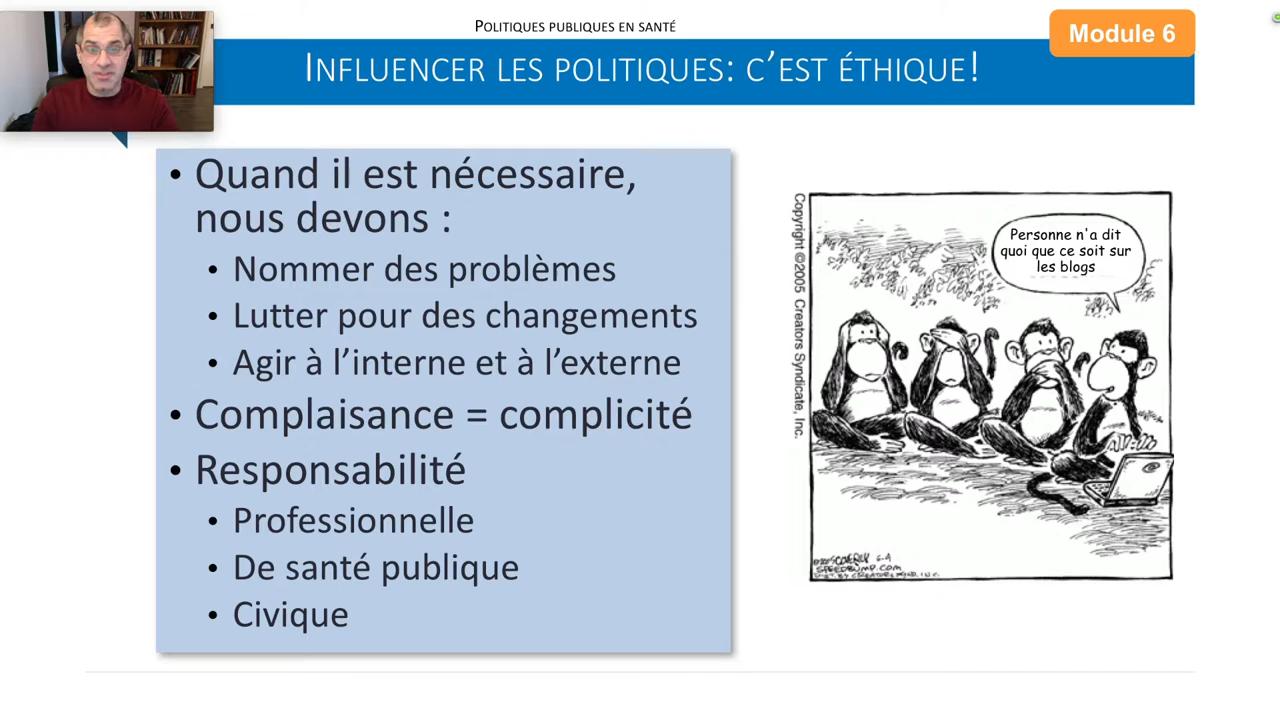 Politiques publiques en santé
Module 6
Influencer les politiques: c’est éthique!
• Quand il est nécessaire,
nous devons :
• Nommer des problèmes
• Lutter pour des changements
• Agir à l’interne et à l’externe
• Complaisance = complicité
• Responsabilité
• Professionnelle
• De santé publique
• Civique
Copyright ©2005 Creators Syndicate, Inc.
Personne n'a dit
quoi que ce soit sur
les blogs
SPEEDBUMP.COM